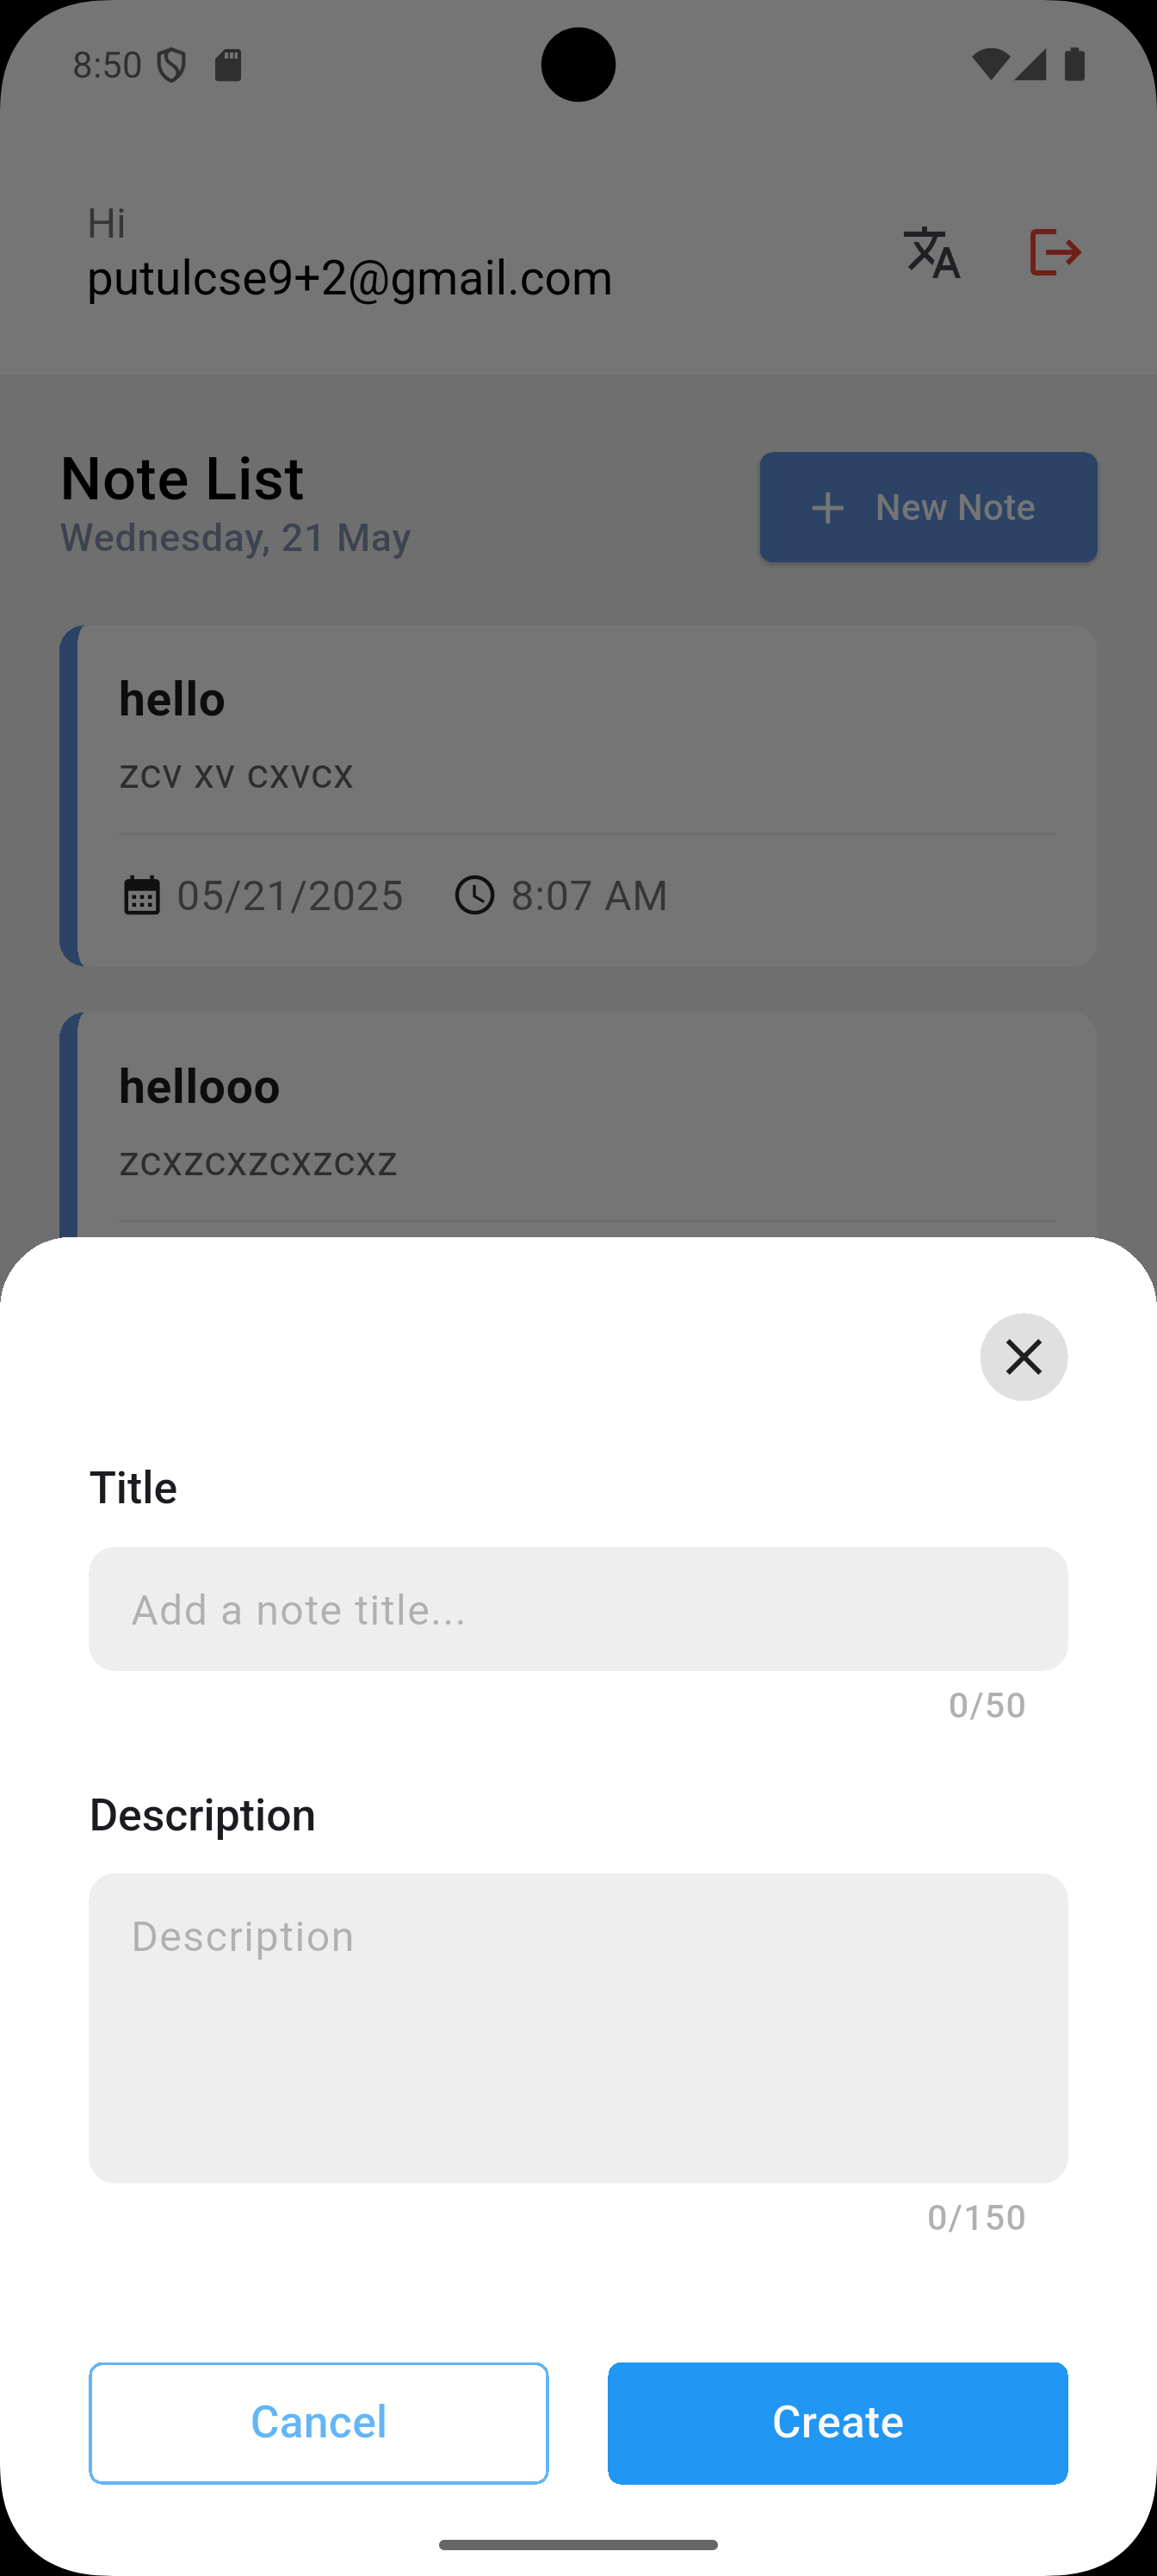 8:50
Hi
putulcse9+2@gmail.com
Note List
Wednesday, 21 May
+ New Note
hello
zcv xv cxvcx
05/21/2025 8:07 AM
hellooo
zcxzcxzcxzcxz
Title
Add a note title...
0/50
Description
Description
0/150
Cancel
Create